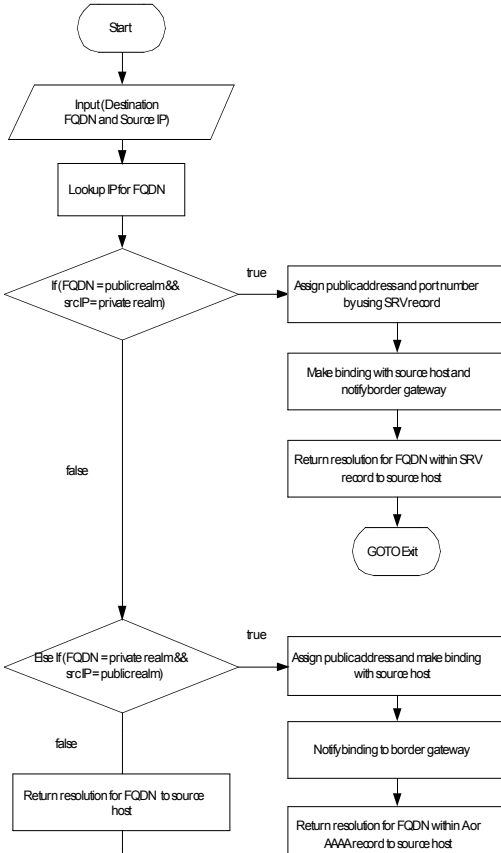 Start
Input (Destination
FQDN and Source IP)
Lookup IP for FQDN
If (FQDN = public realm &&
srcIP = private realm)
true
Assign public address and port number
by using SRV record
Make binding with source host and
notify border gateway
Return resolution for FQDN within SRV
record to source host
false
GOTO Exit
Else If (FQDN = private realm &&
srcIP = public realm)
true
Assign public address and make binding
with source host
false
Notify binding to border gateway
Return resolution for FQDN to source
host
Return resolution for FQDN within A or
AAAA record to source host